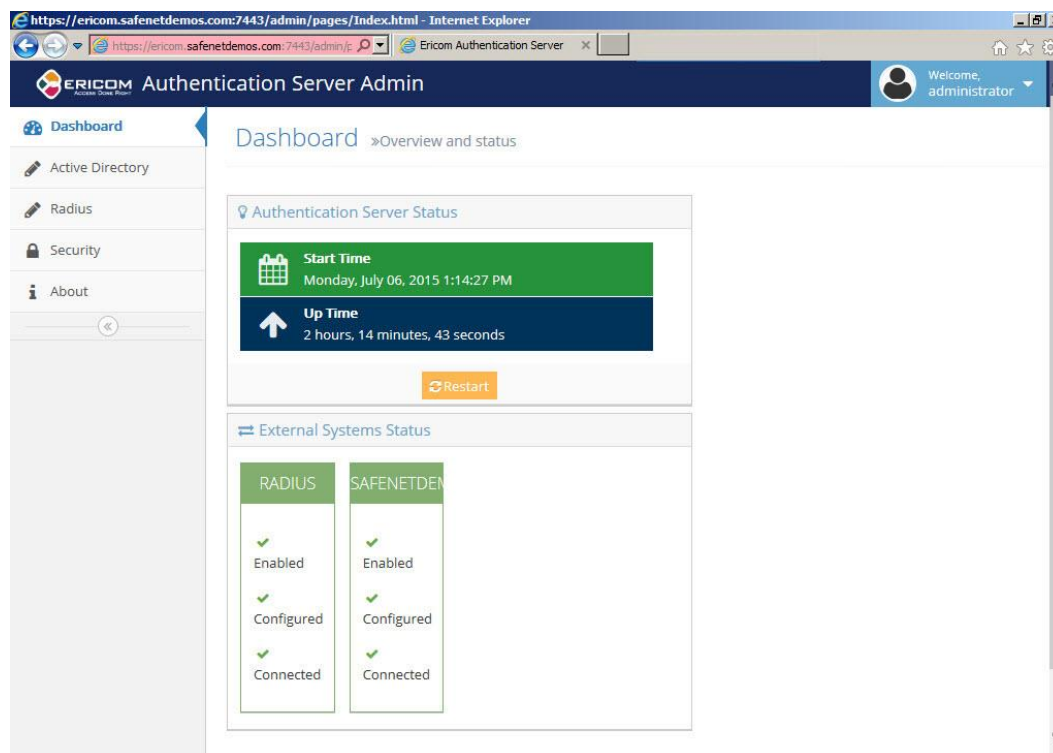 https://ericom.safenetdemos.com:7443/admin/pages/Index.html - Internet Explorer
https://ericom.safenetdemos.com:7443/admin/p
Ericom Authentication Server
ERICOM Authentication Server Admin
Access Done Right
Welcome,
administrator
Dashboard
Active Directory
Radius
Security
About
Dashboard »Overview and status
Authentication Server Status
Start Time
Monday, July 06, 2015 1:14:27 PM
Up Time
2 hours, 14 minutes, 43 seconds
Restart
External Systems Status
RADIUS
Enabled
Configured
Connected
SAFENETDEM
Enabled
Configured
Connected